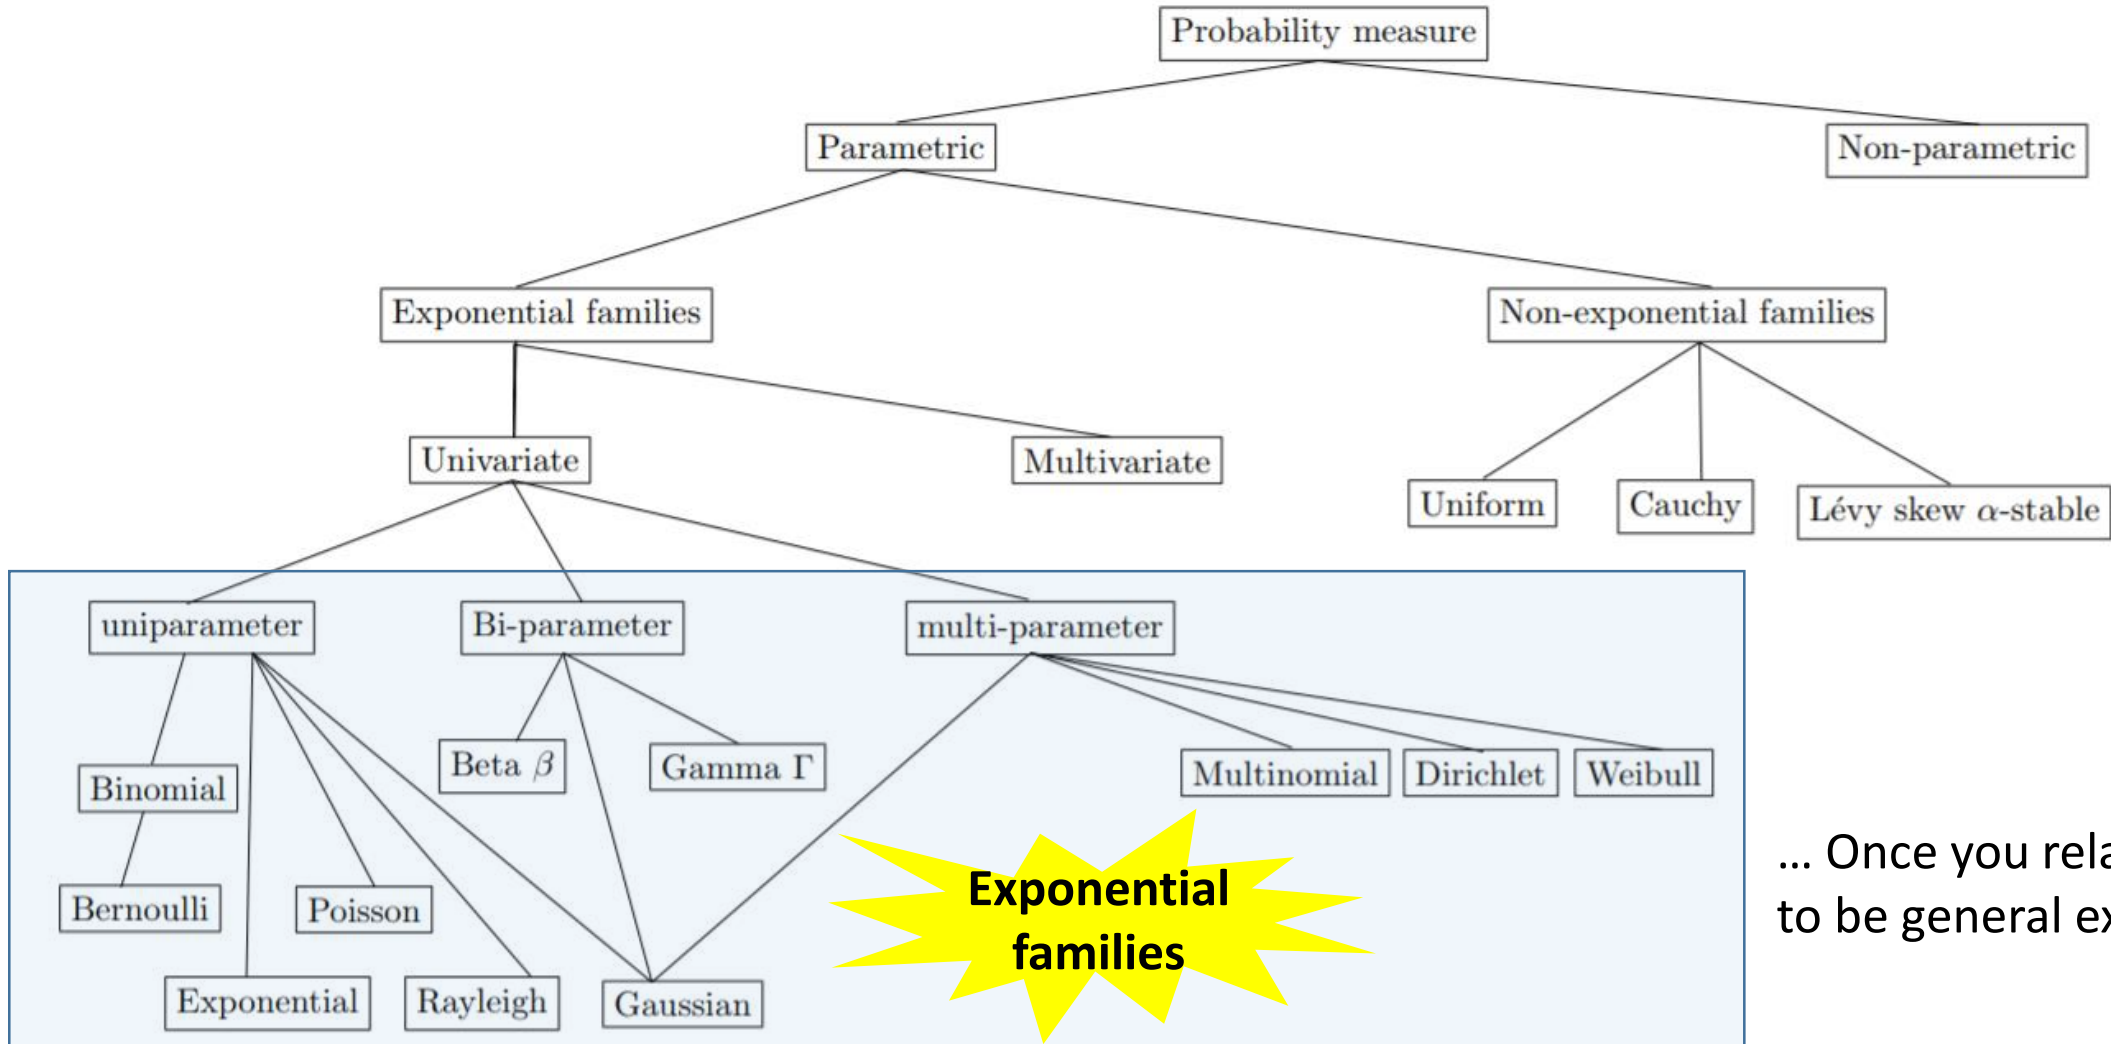 Probability measure
Parametric
Non-parametric
Exponential families
Non-exponential families
Univariate
Multivariate
Uniform
Cauchy
Lévy skew α-stable
uniparameter
Bi-parameter
multi-parameter
Binomial
Beta β
Gamma Γ
Multinomial
Dirichlet
Weibull
Bernoulli
Poisson
Exponential
Rayleigh
Gaussian
Exponential
families
... Once you
to be general